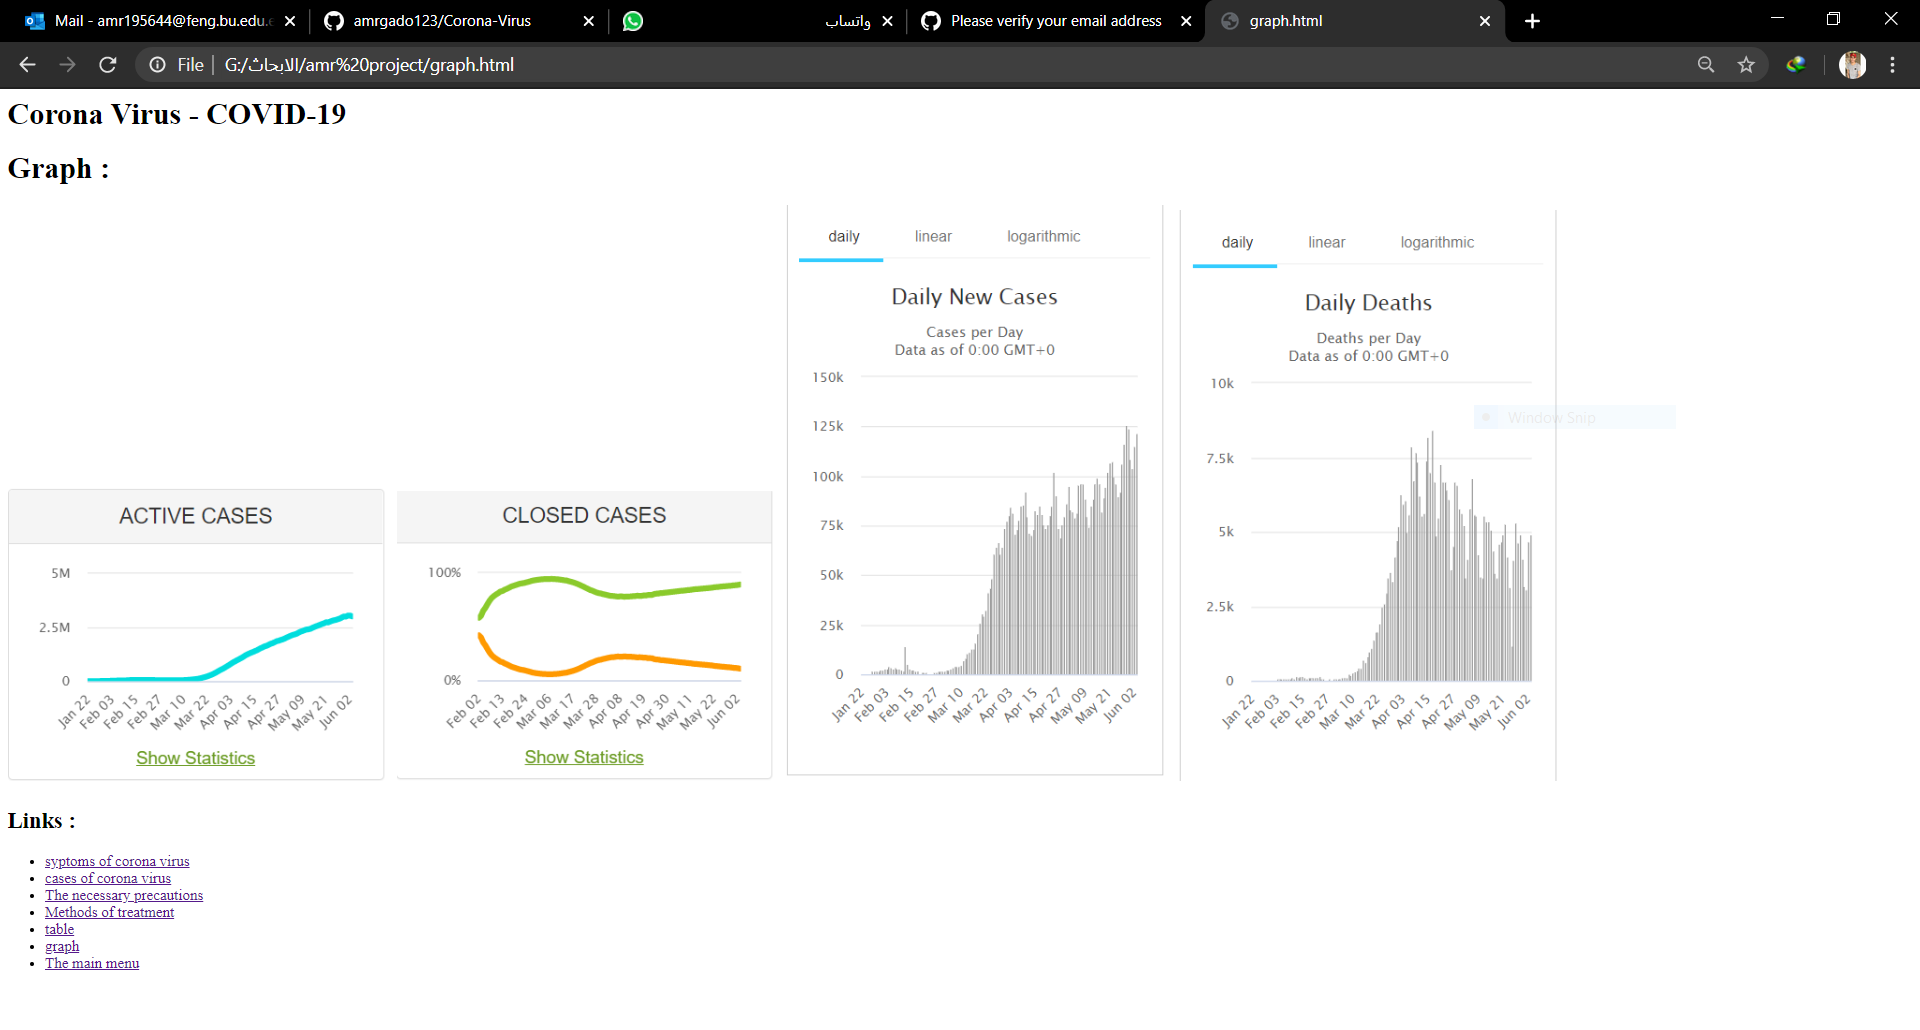 Mail - amr195644@feng.bu.edu.e
amrgado123/Corona-Virus
واتساب
Please verify your email address
graph.html
File
G:/الابحاث/amr%20project/graph.html
Corona Virus - COVID-19
Graph :
ACTIVE CASES
5M
2.5M
0
Jan 22 Feb 03 Feb 15 Feb 27 Mar 10 Mar 22 Apr 03 Apr 15 Apr 27 May 09 May 21 Jun 02
Show Statistics
CLOSED CASES
100%
0%
Feb 02 Feb 13 Feb 24 Mar 06 Mar 17 Mar 28 Apr 08 Apr 19 Apr 30 May 11 May 22 Jun 02
Show Statistics
daily linear logarithmic
Daily New Cases
Cases per Day
Data as of 0:00 GMT+0
150k
125k
100k
75k
50k
25k
0
Jan 22 Feb 03 Feb 15 Feb 27 Mar 10 Mar 22 Apr 03 Apr 15 Apr 27 May 09 May 21 Jun 02
daily linear logarithmic
Daily Deaths
Deaths per Day
Data as of 0:00 GMT+0
10k
7.5k
5k
2.5k
0
Jan 22 Feb 03 Feb 15 Feb 27 Mar 10 Mar 22 Apr 03 Apr 15 Apr 27 May 09 May 21 Jun 02
Window Snip
Links :
syptoms of corona virus
cases of corona virus
The necessary precautions
Methods of treatment
table
graph
The main menu